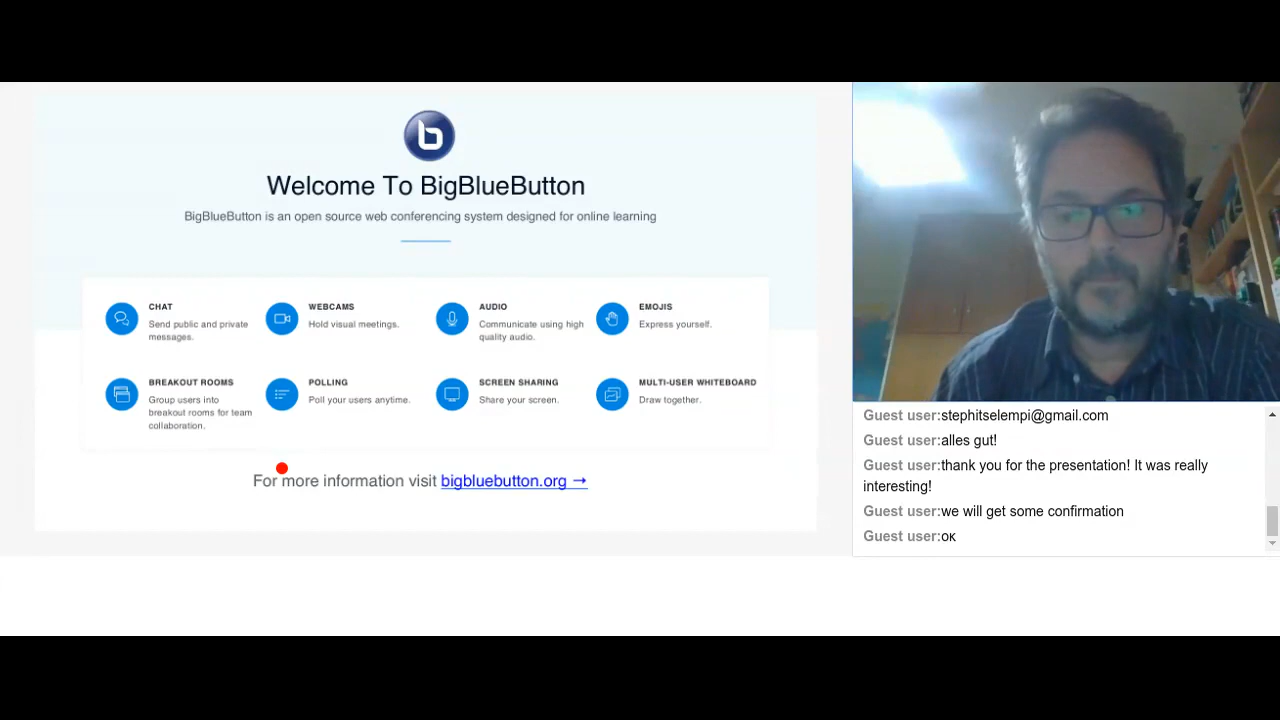 Welcome To BigBlueButton
BigBlueButton is an open source web conferencing system designed for online learning
CHAT
Send public and private
messages.
WEBCAMS
Hold visual meetings.
AUDIO
Communicate using high
quality audio.
EMOJIS
Express yourself.
BREAKOUT ROOMS
Group users into
breakout rooms for team
collaboration.
POLLING
Poll your users anytime.
SCREEN SHARING
Share your screen.
MULTI-USER WHITEBOARD
Draw together.
For more information visit bigbluebutton.org →
Guest user:stephitselempi@gmail.com
Guest user:alles gut!
Guest user:thank you for the presentation! It was really
interesting!
Guest user:we will get some confirmation
Guest user:οκ